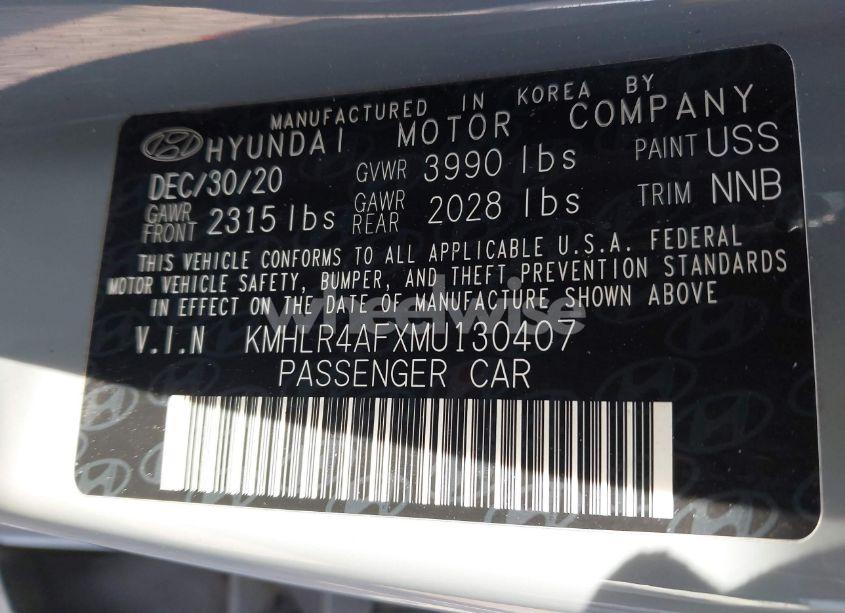 MANUFACTURED IN KOREA BY
HYUNDAI MOTOR COMPANY
DEC/30/20 GVWR 3990 lbs PAINT USS
GAWR FRONT 2315 lbs GAWR REAR 2028 lbs TRIM NNB
THIS VEHICLE CONFORMS TO ALL APPLICABLE U.S.A. FEDERAL
MOTOR VEHICLE SAFETY, BUMPER, AND THEFT PREVENTION STANDARDS
IN EFFECT ON THE DATE OF MANUFACTURE SHOWN ABOVE
wheelwise
V.I.N KMHLR4AFXMU130407
PASSENGER CAR